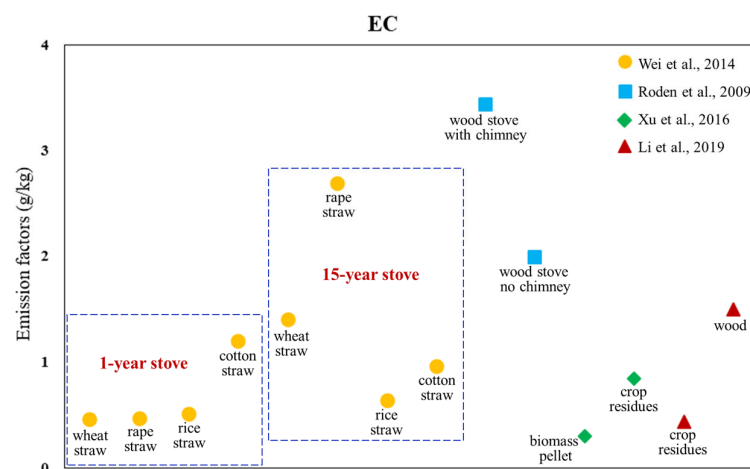 EC
Emission factors (g/kg)
4
3
2
1
0
Wei et al., 2014
Roden et al., 2009
Xu et al., 2016
Li et al., 2019
1-year stove
wheat
straw
rape
straw
rice
straw
cotton
straw
15-year stove
wheat
straw
rape
straw
rice
straw
cotton
straw
wood stove
with chimney
wood stove
no chimney
biomass
pellet
crop
residues
crop
residues
wood